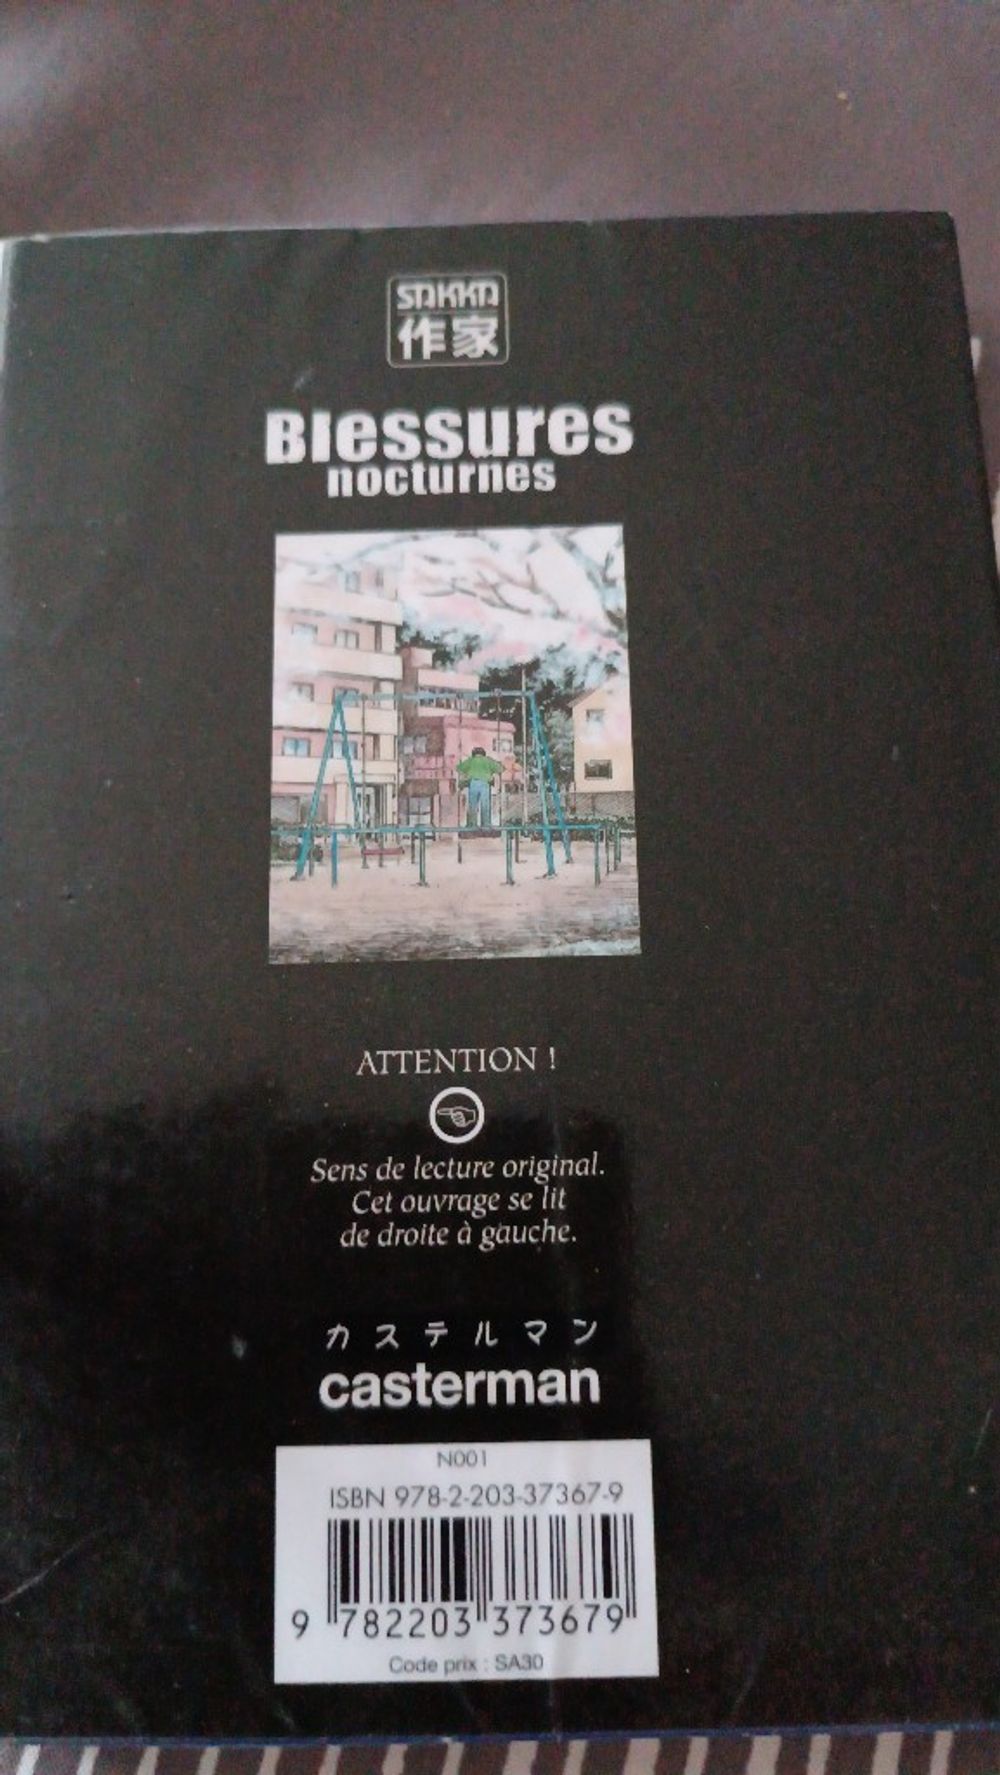 SAKKA
作家
Blessures
nocturnes
ATTENTION !
Sens de lecture original.
Cet ouvrage se lit
de droite à gauche.
カステルマン
casterman
N001
ISBN 978-2-203-37367-9
9 782203 373679
Code prix : SA30